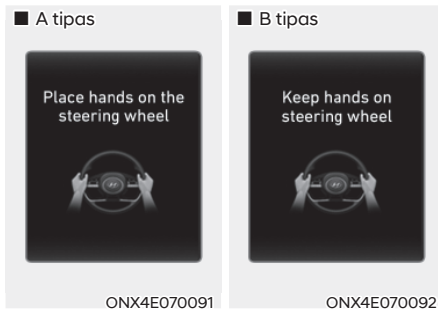 ■ A tipas
Place hands on the
steering wheel
ONX4E070091
■ B tipas
Keep hands on
steering wheel
ONX4E070092